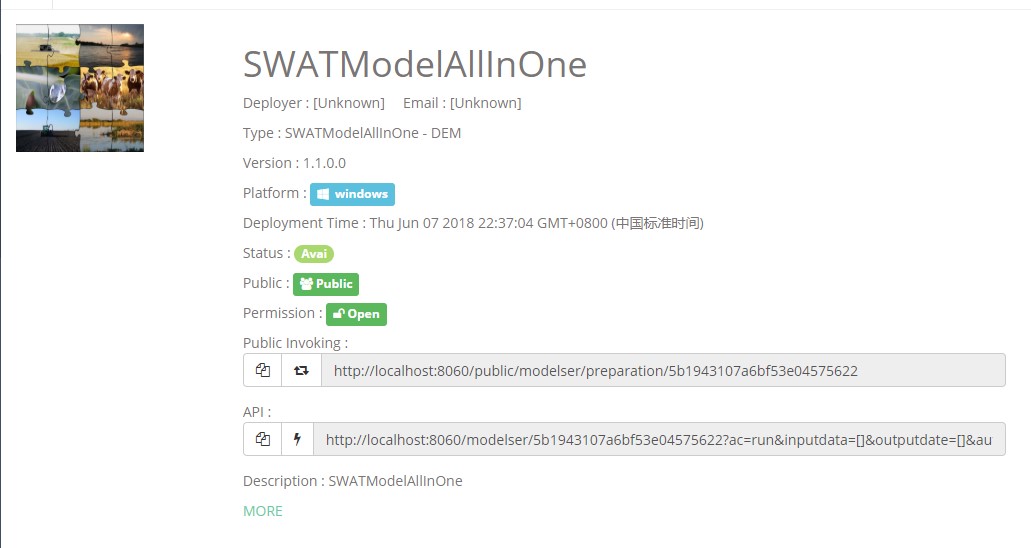 SWATModelAllInOne
Deployer : [Unknown] Email : [Unknown]
Type : SWATModelAllInOne - DEM
Version : 1.1.0.0
Platform : windows
Deployment Time : Thu Jun 07 2018 22:37:04 GMT+0800 (中国标准时间)
Status : Avai
Public : Public
Permission : Open
Public Invoking :
http://localhost:8060/public/modelser/preparation/5b1943107a6bf53e04575622
API :
http://localhost:8060/modelser/5b1943107a6bf53e04575622?ac=run&inputdata=[]&outputdate=[]&au
Description : SWATModelAllInOne
MORE